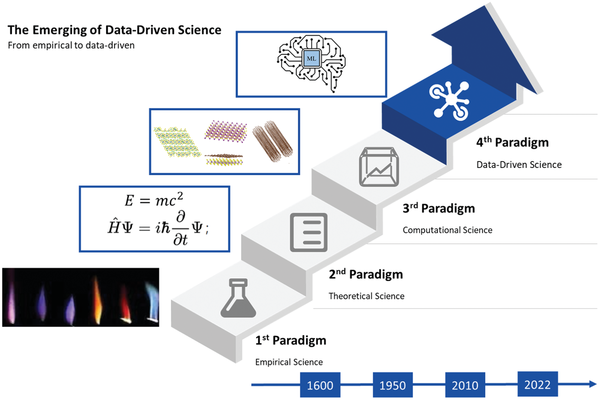 The Emerging of Data-Driven Science
From empirical to data-driven
ML
4th Paradigm
Data-Driven Science
E = mc²
ĤΨ = iħ ∂/∂t Ψ ;
3rd Paradigm
Computational Science
2nd Paradigm
Theoretical Science
1st Paradigm
Empirical Science
1600 1950 2010 2022